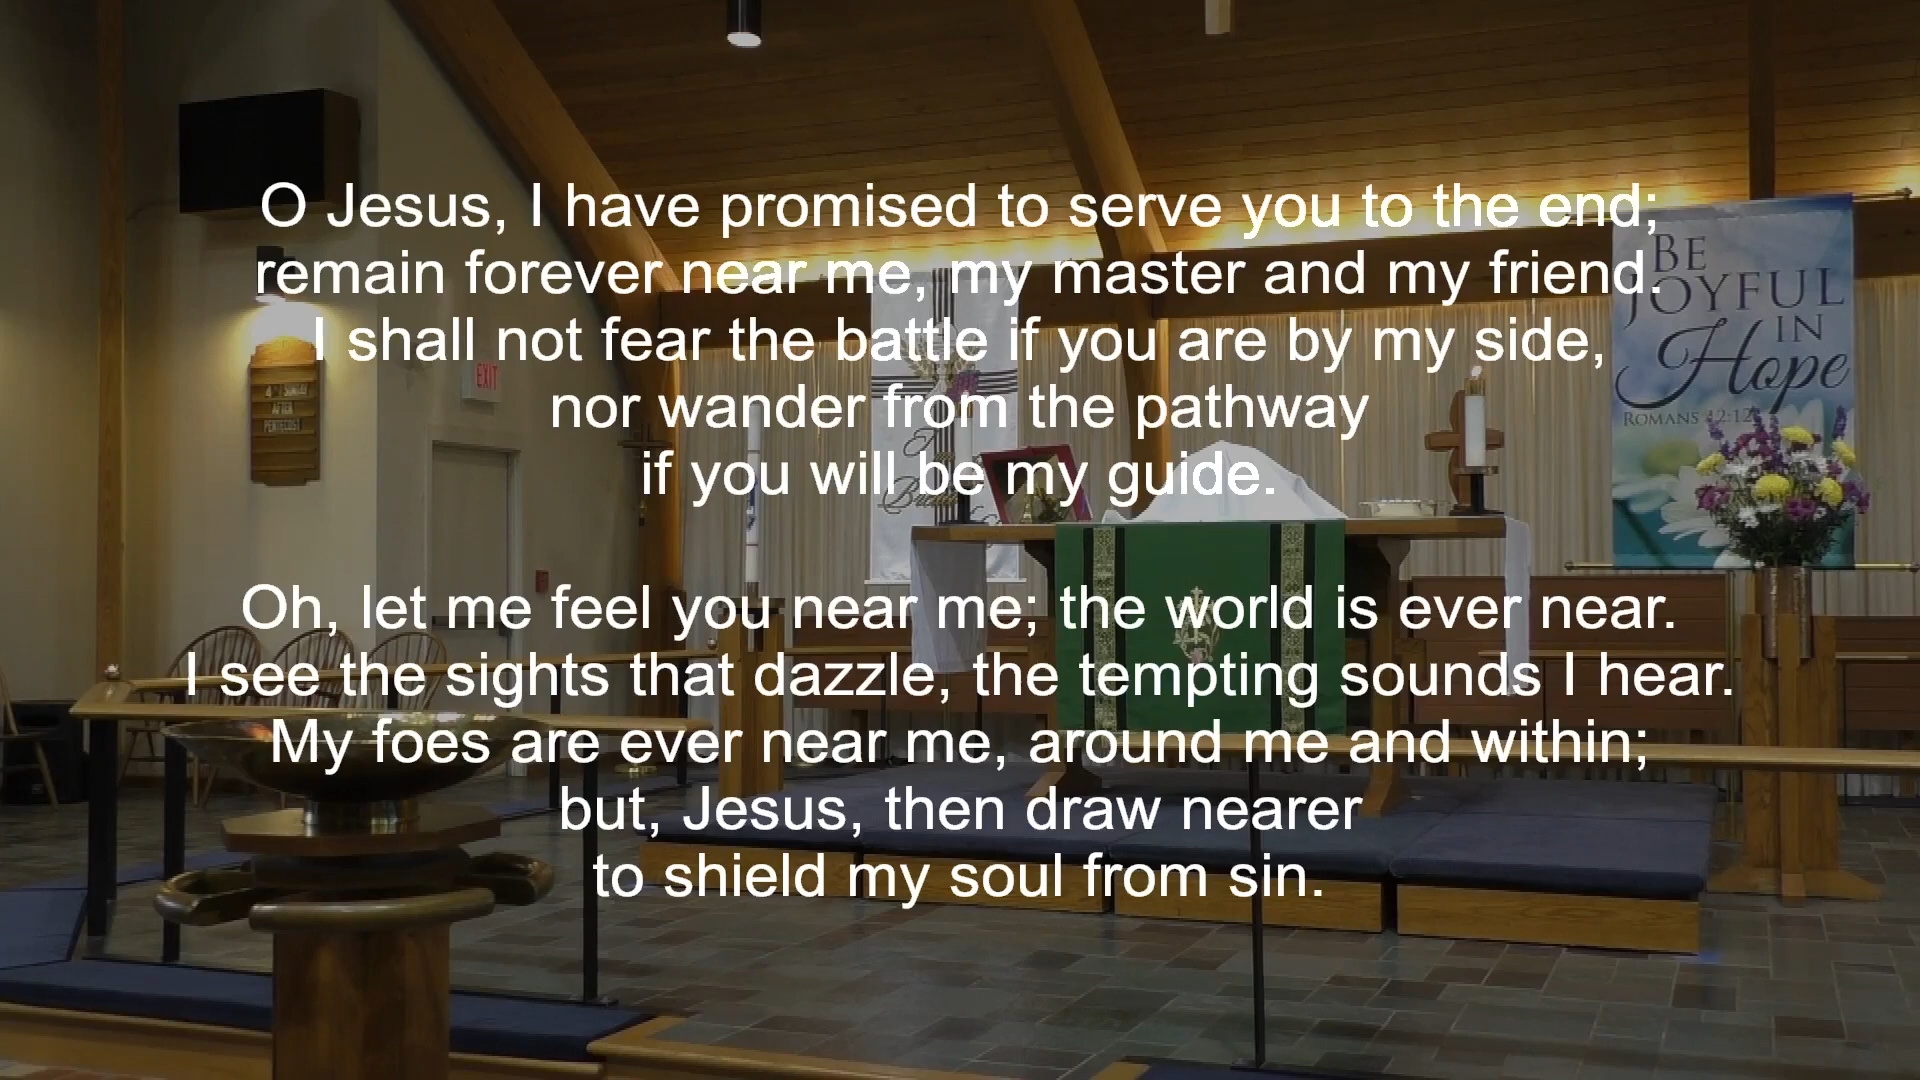 O Jesus, I have promised to serve you to the end;
remain forever near me, my master and my friend.
I shall not fear the battle if you are by my side,
nor wander from the pathway
if you will be my guide.
Oh, let me feel you near me; the world is ever near.
I see the sights that dazzle, the tempting sounds I hear.
My foes are ever near me, around me and within;
but, Jesus, then draw nearer
to shield my soul from sin.
BE
JOYFUL
IN
Hope
ROMANS 12:12
EXIT
SUNDAY
AFTER
PENTECOST